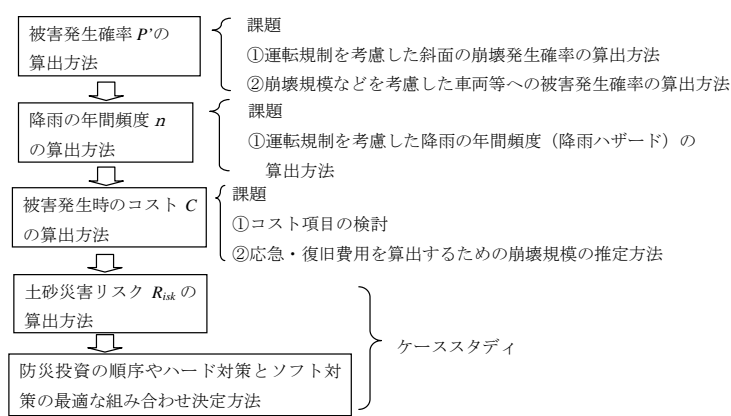 被害発生確率 P’の
算出方法
課題
①運転規制を考慮した斜面の崩壊発生確率の算出方法
②崩壊規模などを考慮した車両等への被害発生確率の算出方法
降雨の年間頻度 n
の算出方法
課題
①運転規制を考慮した降雨の年間頻度（降雨ハザード）の
算出方法
被害発生時のコスト C
の算出方法
課題
①コスト項目の検討
②応急・復旧費用を算出するための崩壊規模の推定方法
土砂災害リスク Risk の
算出方法
防災投資の順序やハード対策とソフト対
策の最適な組み合わせ決定方法
ケーススタディ